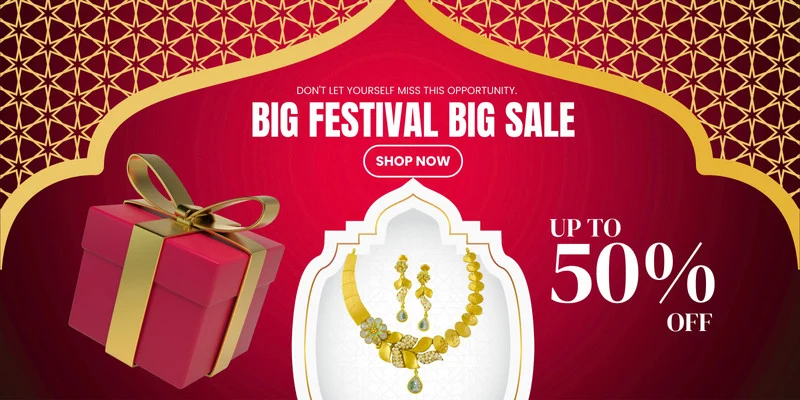 DON'T LET YOURSELF MISS THIS OPPORTUNITY.
BIG FESTIVAL BIG SALE
SHOP NOW
UP TO
50%
OFF